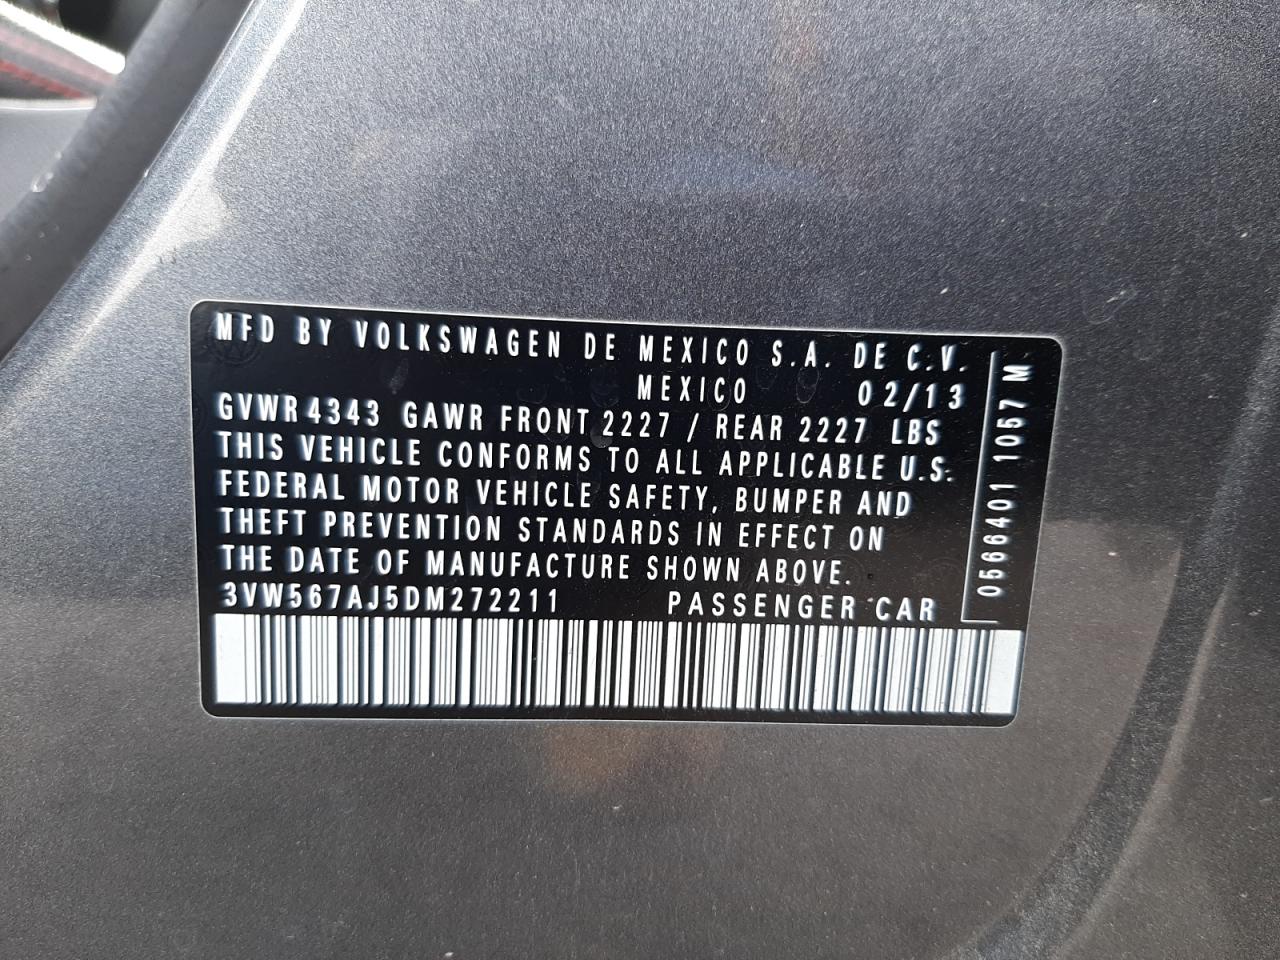 MFD BY VOLKSWAGEN DE MEXICO S.A. DE C.V.
MEXICO 02/13
GVWR 4343 GAWR FRONT 2227 / REAR 2227 LBS
THIS VEHICLE CONFORMS TO ALL APPLICABLE U.S.
FEDERAL MOTOR VEHICLE SAFETY, BUMPER AND
THEFT PREVENTION STANDARDS IN EFFECT ON
THE DATE OF MANUFACTURE SHOWN ABOVE.
3VW567AJ5DM272211 PASSENGER CAR
0566401 1057 M